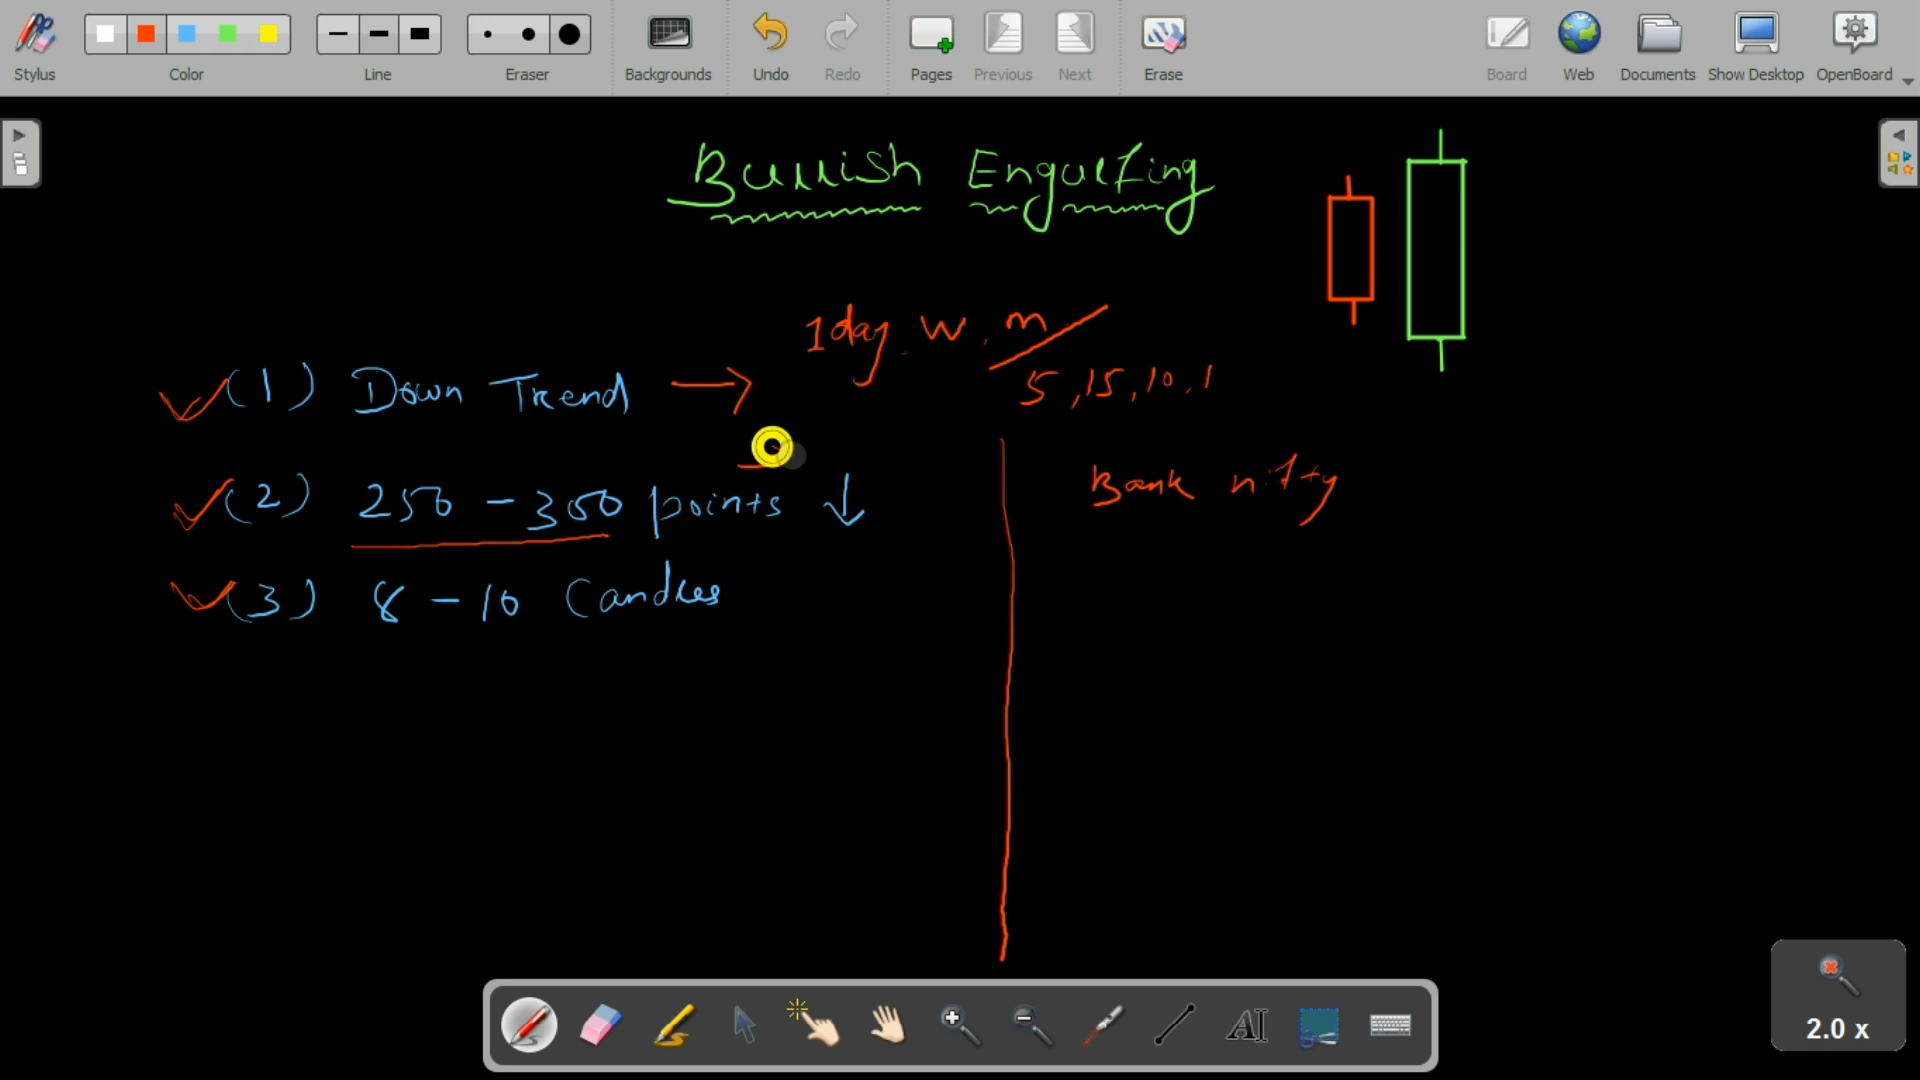 Stylus Color Line Eraser Backgrounds Undo Redo Pages Previous Next Erase Board Web Documents Show Desktop OpenBoard
Bullish Engulfing
1 day, W, m
5, 15, 10, 1
(1) Down Trend →
(2) 250 - 350 points ↓
Bank nifty
(3) 8 - 10 Candles
2.0 x